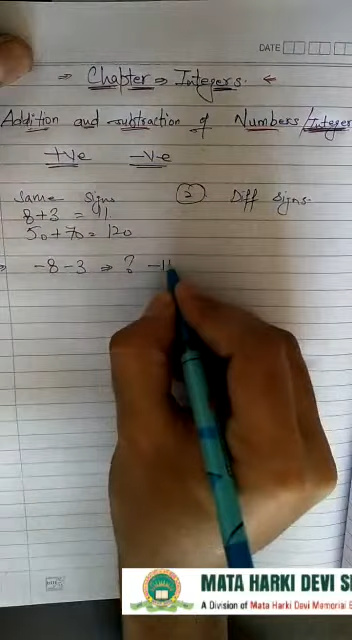 DATE
⇒ Chapter ⇒ Integers. ←
Addition and subtraction of Numbers/Integer
+ve -ve
Same signs ② Diff signs.
8+3 = 11
50+70 = 120
-8-3 ⇒ ? -11
MATA HARKI DEVI S
A Division of Mata Harki Devi Memorial E